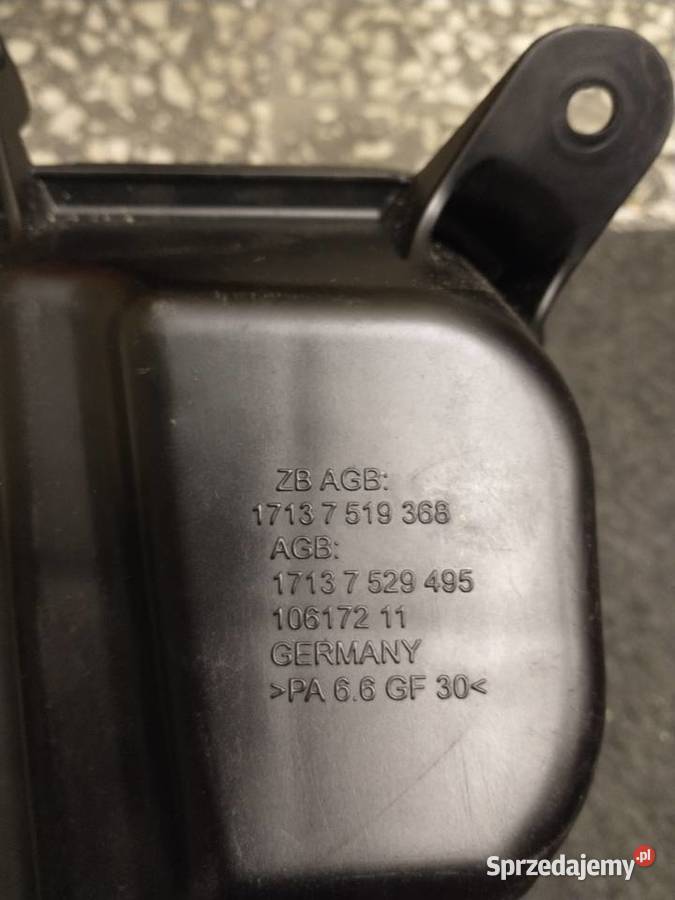 ZB AGB:
1713 7 519 368
AGB:
1713 7 529 495
106172 11
GERMANY
>PA 6.6 GF 30<
Sprzedajemy.pl